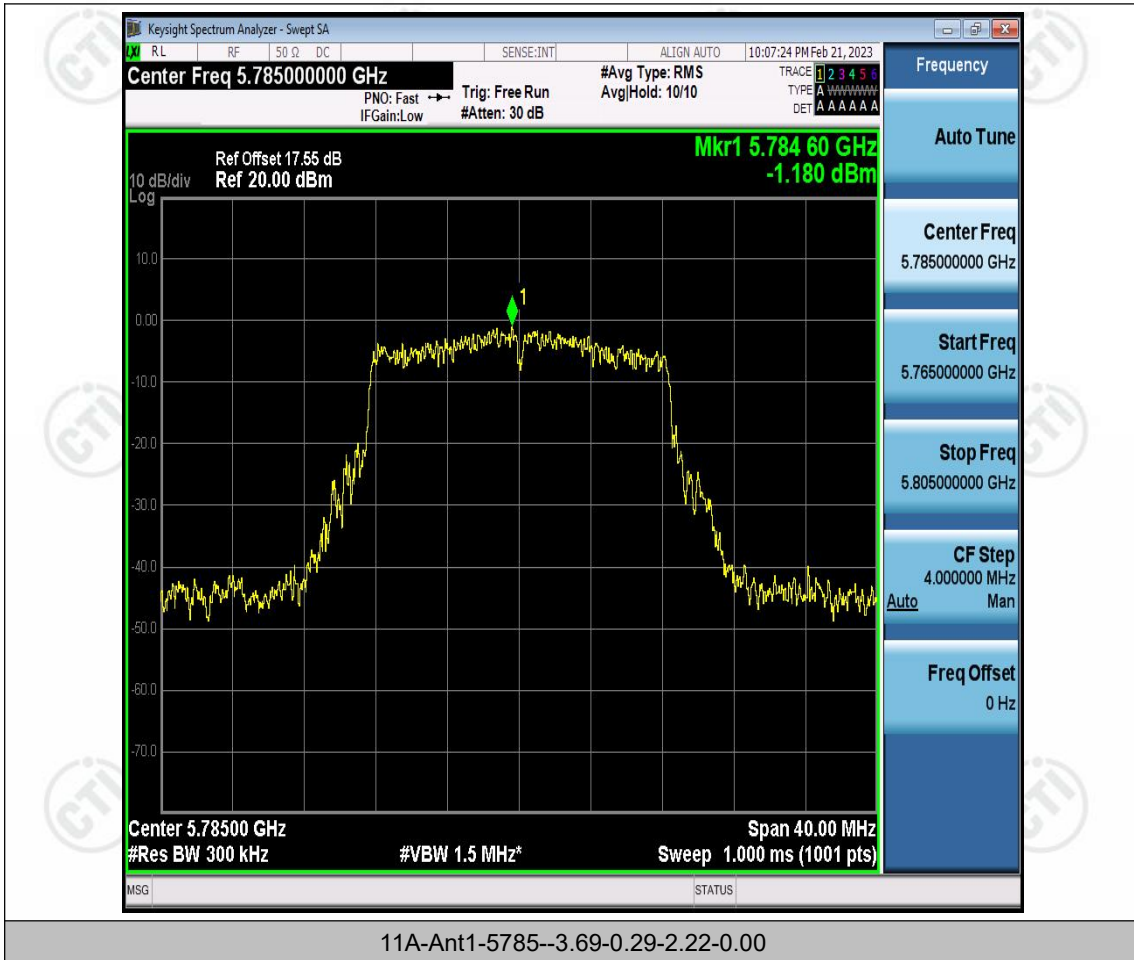 Keysight Spectrum Analyzer - Swept SA
LXI RL RF 50 Ω DC SENSE:INT ALIGN AUTO 10:07:24 PM Feb 21, 2023
Center Freq 5.785000000 GHz
PNO: Fast
IFGain:Low
Trig: Free Run
#Atten: 30 dB
#Avg Type: RMS
Avg|Hold: 10/10
TRACE 1 2 3 4 5 6
TYPE A WWWWW
DET A A A A A A
Frequency
Auto Tune
Center Freq
5.785000000 GHz
Start Freq
5.765000000 GHz
Stop Freq
5.805000000 GHz
CF Step
4.000000 MHz
Auto Man
Freq Offset
0 Hz
Mkr1 5.784 60 GHz
-1.180 dBm
Ref Offset 17.55 dB
10 dB/div Ref 20.00 dBm
Log
10.0
0.00
-10.0
-20.0
-30.0
-40.0
-50.0
-60.0
-70.0
1
Center 5.78500 GHz Span 40.00 MHz
#Res BW 300 kHz #VBW 1.5 MHz* Sweep 1.000 ms (1001 pts)
MSG STATUS
11A-Ant1-5785--3.69-0.29-2.22-0.00
CTI
CTI
CTI
CTI
CTI
CTI